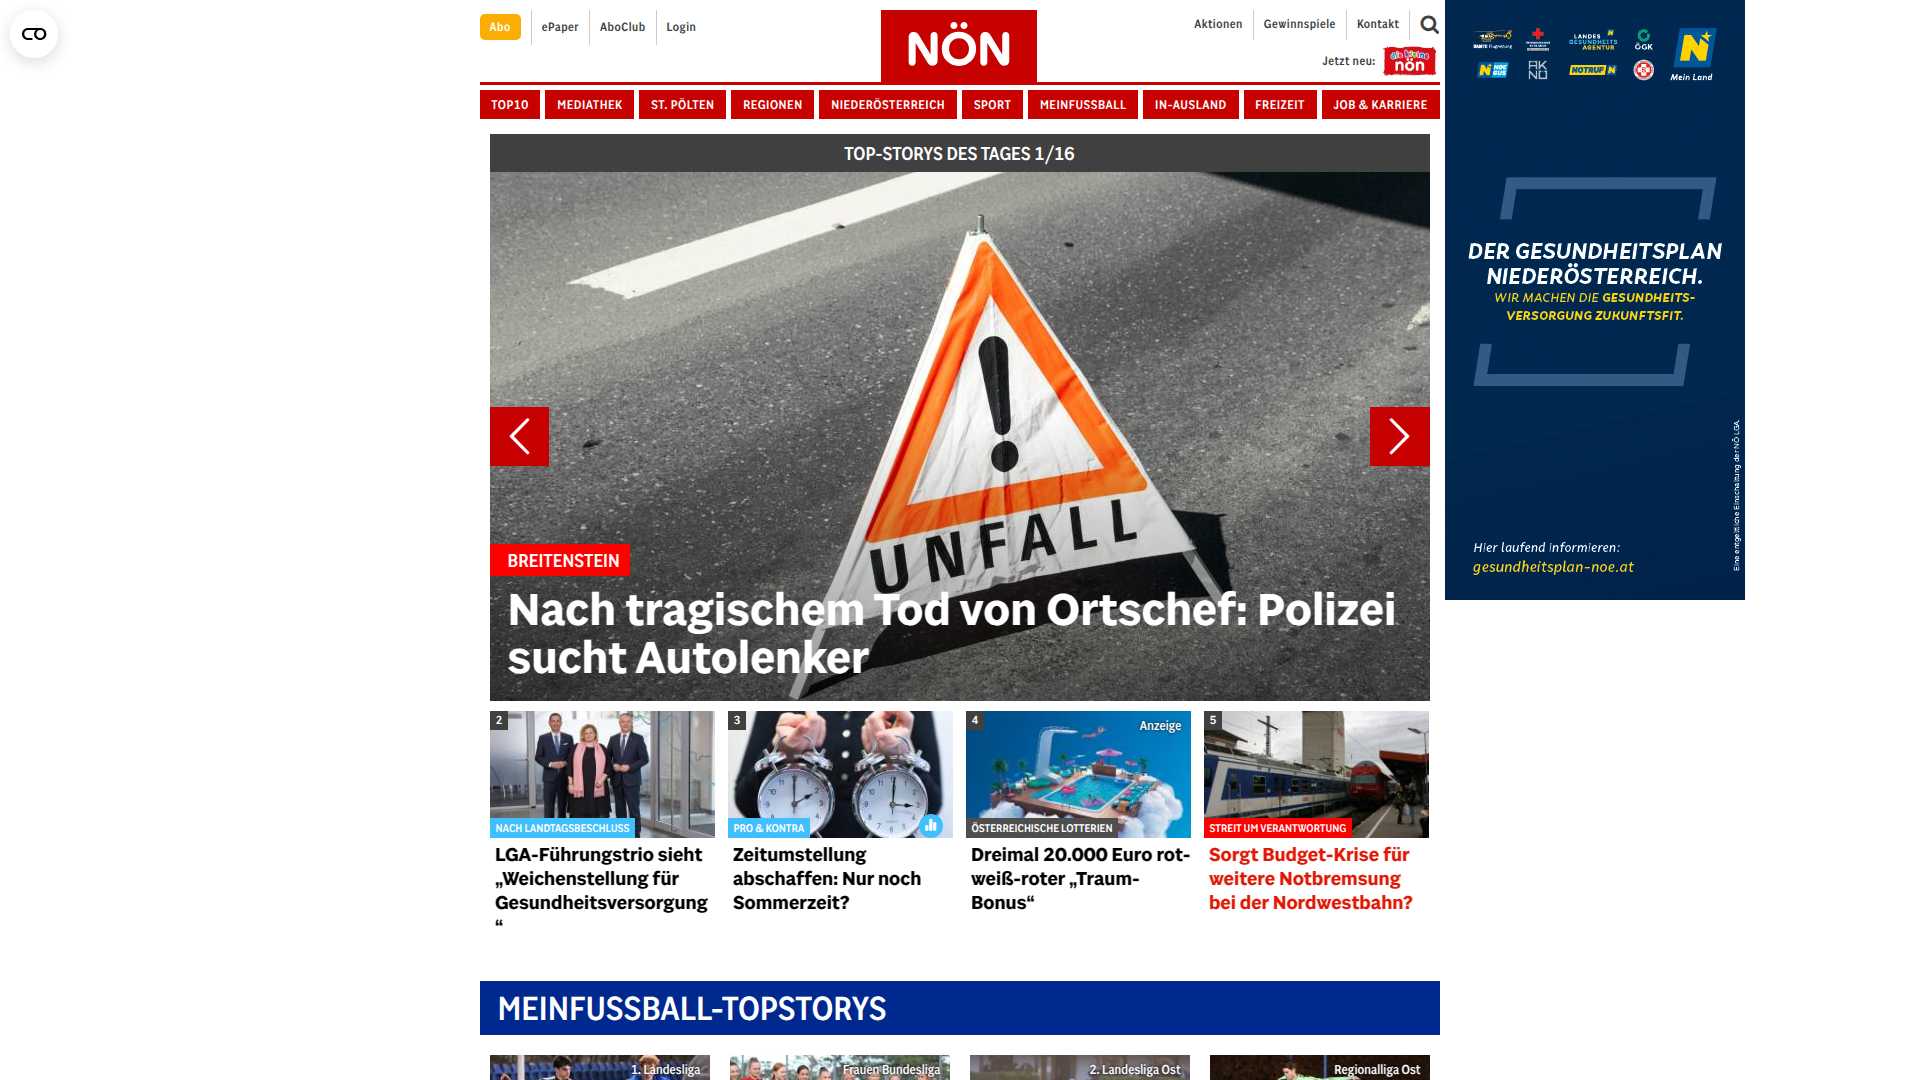 Abo
ePaper
AboClub
Login
NÖN
Aktionen
Gewinnspiele
Kontakt
Jetzt neu:
die kleine
nön
TOP10
MEDIATHEK
ST. PÖLTEN
REGIONEN
NIEDERÖSTERREICH
SPORT
MEINFUSSBALL
IN-AUSLAND
FREIZEIT
JOB & KARRIERE
TOP-STORYS DES TAGES 1/16
UNFALL
BREITENSTEIN
Nach tragischem Tod von Ortschef: Polizei
sucht Autolenker
2
NACH LANDTAGSBESCHLUSS
LGA-Führungstrio sieht
„Weichenstellung für
Gesundheitsversorgung
“
3
PRO & KONTRA
Zeitumstellung
abschaffen: Nur noch
Sommerzeit?
4
Anzeige
ÖSTERREICHISCHE LOTTERIEN
Dreimal 20.000 Euro rot-
weiß-roter „Traum-
Bonus“
5
STREIT UM VERANTWORTUNG
Sorgt Budget-Krise für
weitere Notbremsung
bei der Nordwestbahn?
MEINFUSSBALL-TOPSTORYS
1. Landesliga
Frauen Bundesliga
2. Landesliga Ost
Regionalliga Ost
LANDES
GESUNDHEITS
AGENTUR
ÖGK
NOTRUF N
AK
NÖ
N
Mein Land
DER GESUNDHEITSPLAN
NIEDERÖSTERREICH.
WIR MACHEN DIE GESUNDHEITS-
VERSORGUNG ZUKUNFTSFIT.
Hier laufend informieren:
gesundheitsplan-noe.at
Eine entgeltliche Einschaltung der NÖ LGA.